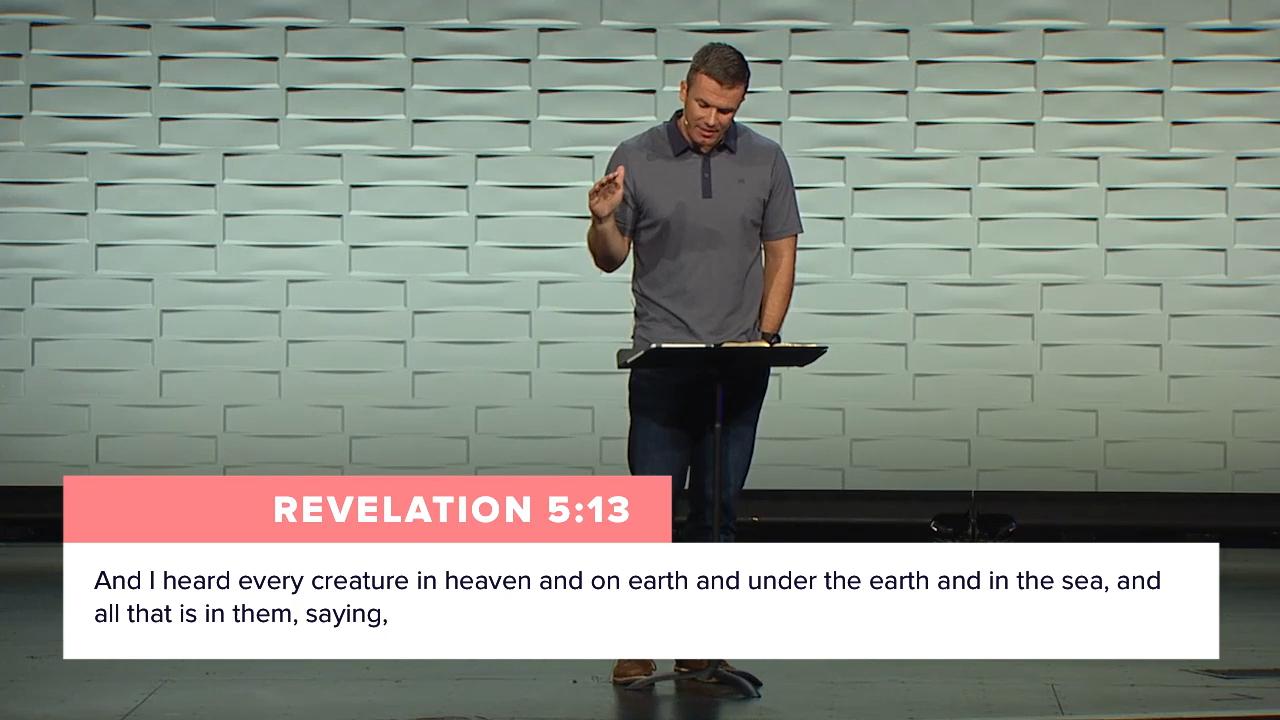 REVELATION 5:13
And I heard every creature in heaven and on earth and under the earth and in the sea, and
all that is in them, saying,